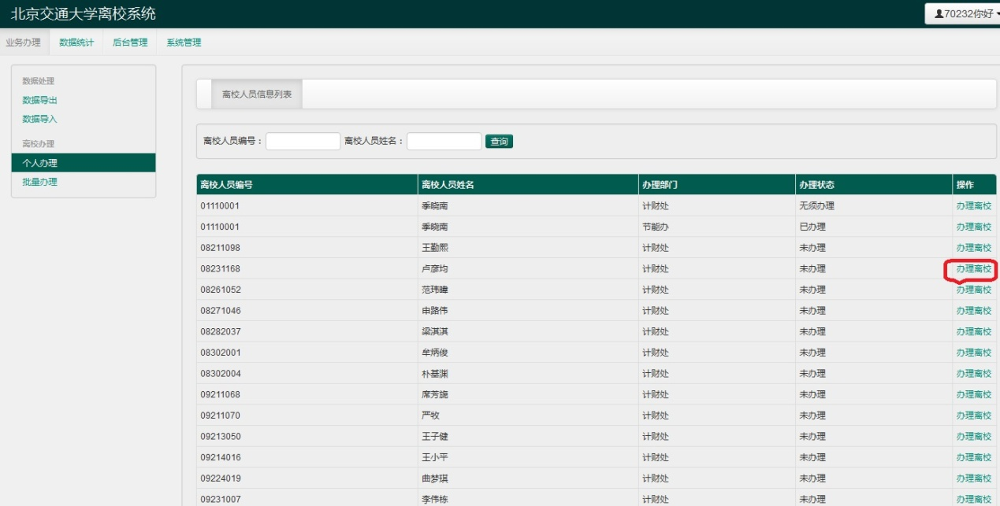 北京交通大学离校系统
70232你好
业务办理 数据统计 后台管理 系统管理
数据处理
数据导出
数据导入
离校办理
个人办理
批量办理
离校人员信息列表
离校人员编号： 离校人员姓名： 查询
离校人员编号 离校人员姓名 办理部门 办理状态 操作
01110001 季晓南 计财处 无须办理 办理离校
01110001 季晓南 节能办 已办理 办理离校
08211098 王勤熙 计财处 未办理 办理离校
08231168 卢彦均 计财处 未办理 办理离校
08261052 范玮暐 计财处 未办理 办理离校
08271046 申路伟 计财处 未办理 办理离校
08282037 梁淇淇 计财处 未办理 办理离校
08302001 牟炳俊 计财处 未办理 办理离校
08302004 朴基渊 计财处 未办理 办理离校
09211068 席芳旎 计财处 未办理 办理离校
09211070 严牧 计财处 未办理 办理离校
09213050 王子健 计财处 未办理 办理离校
09214016 王小平 计财处 未办理 办理离校
09224019 曲梦琪 计财处 未办理 办理离校
09231007 李伟栋 计财处 未办理 办理离校